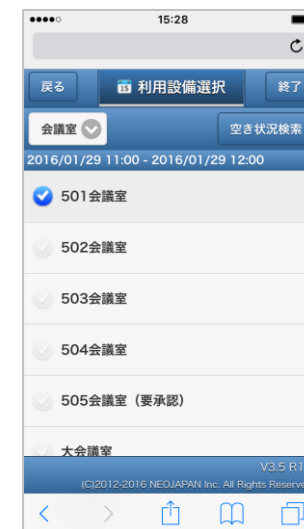 15:28
戻る
15 利用設備選択
終了
会議室
空き状況検索
2016/01/29 11:00 - 2016/01/29 12:00
501会議室
502会議室
503会議室
504会議室
505会議室（要承認）
大会議室
V3.5 R1
(C)2012-2016 NEOJAPAN Inc. All Rights Reserve